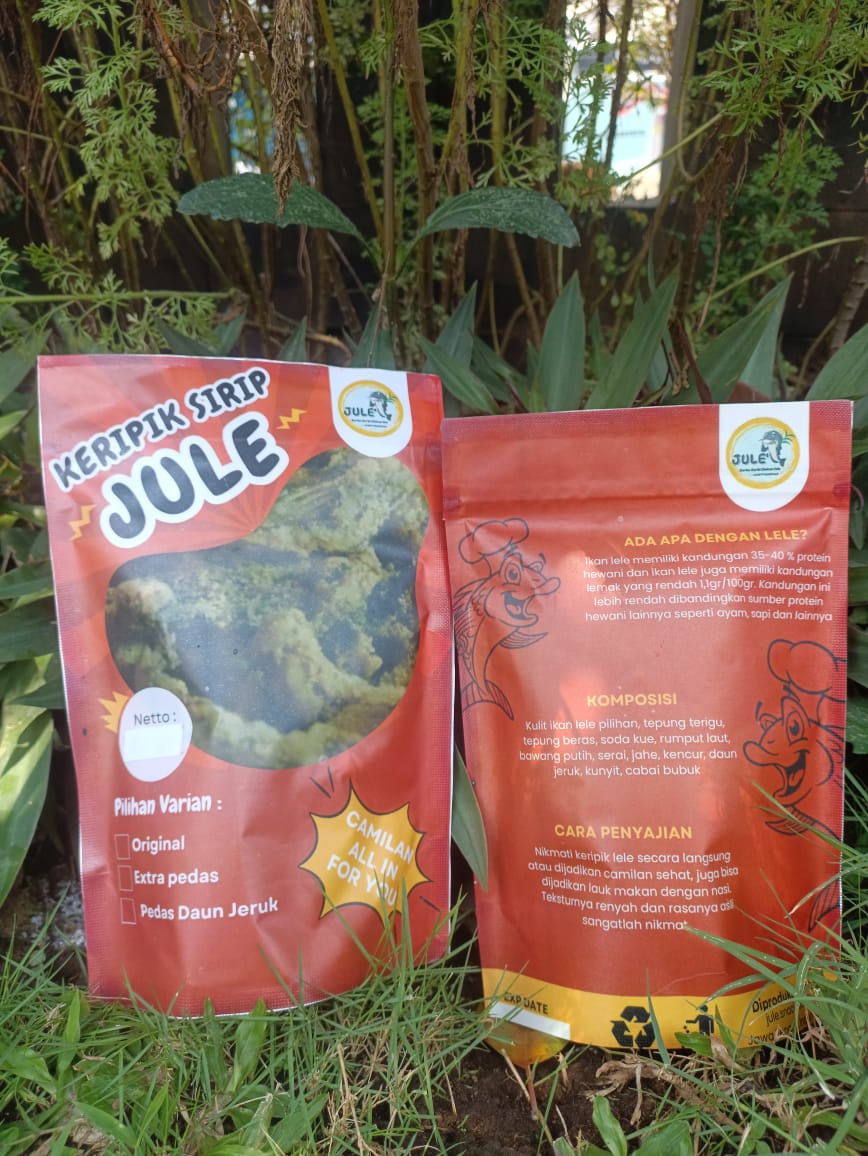 KERIPIK SIRIP
JULE
JULE
Netto :
Pilihan Varian :
Original
Extra pedas
Pedas Daun Jeruk
CAMILAN
ALL IN
FOR YOU
JULE
ADA APA DENGAN LELE?
Ikan lele memiliki kandungan 35-40 % protein
hewani dan ikan lele juga memiliki kandungan
lemak yang rendah 1,1gr/100gr. Kandungan ini
lebih rendah dibandingkan sumber protein
hewani lainnya seperti ayam, sapi dan lainnya
KOMPOSISI
Kulit ikan lele pilihan, tepung terigu,
tepung beras, soda kue, rumput laut,
bawang putih, serai, jahe, kencur, daun
jeruk, kunyit, cabai bubuk
CARA PENYAJIAN
Nikmati keripik lele secara langsung
atau dijadikan camilan sehat, juga bisa
dijadikan lauk makan dengan nasi.
Teksturnya renyah dan rasanya asli
sangatlah nikmat
EXP DATE